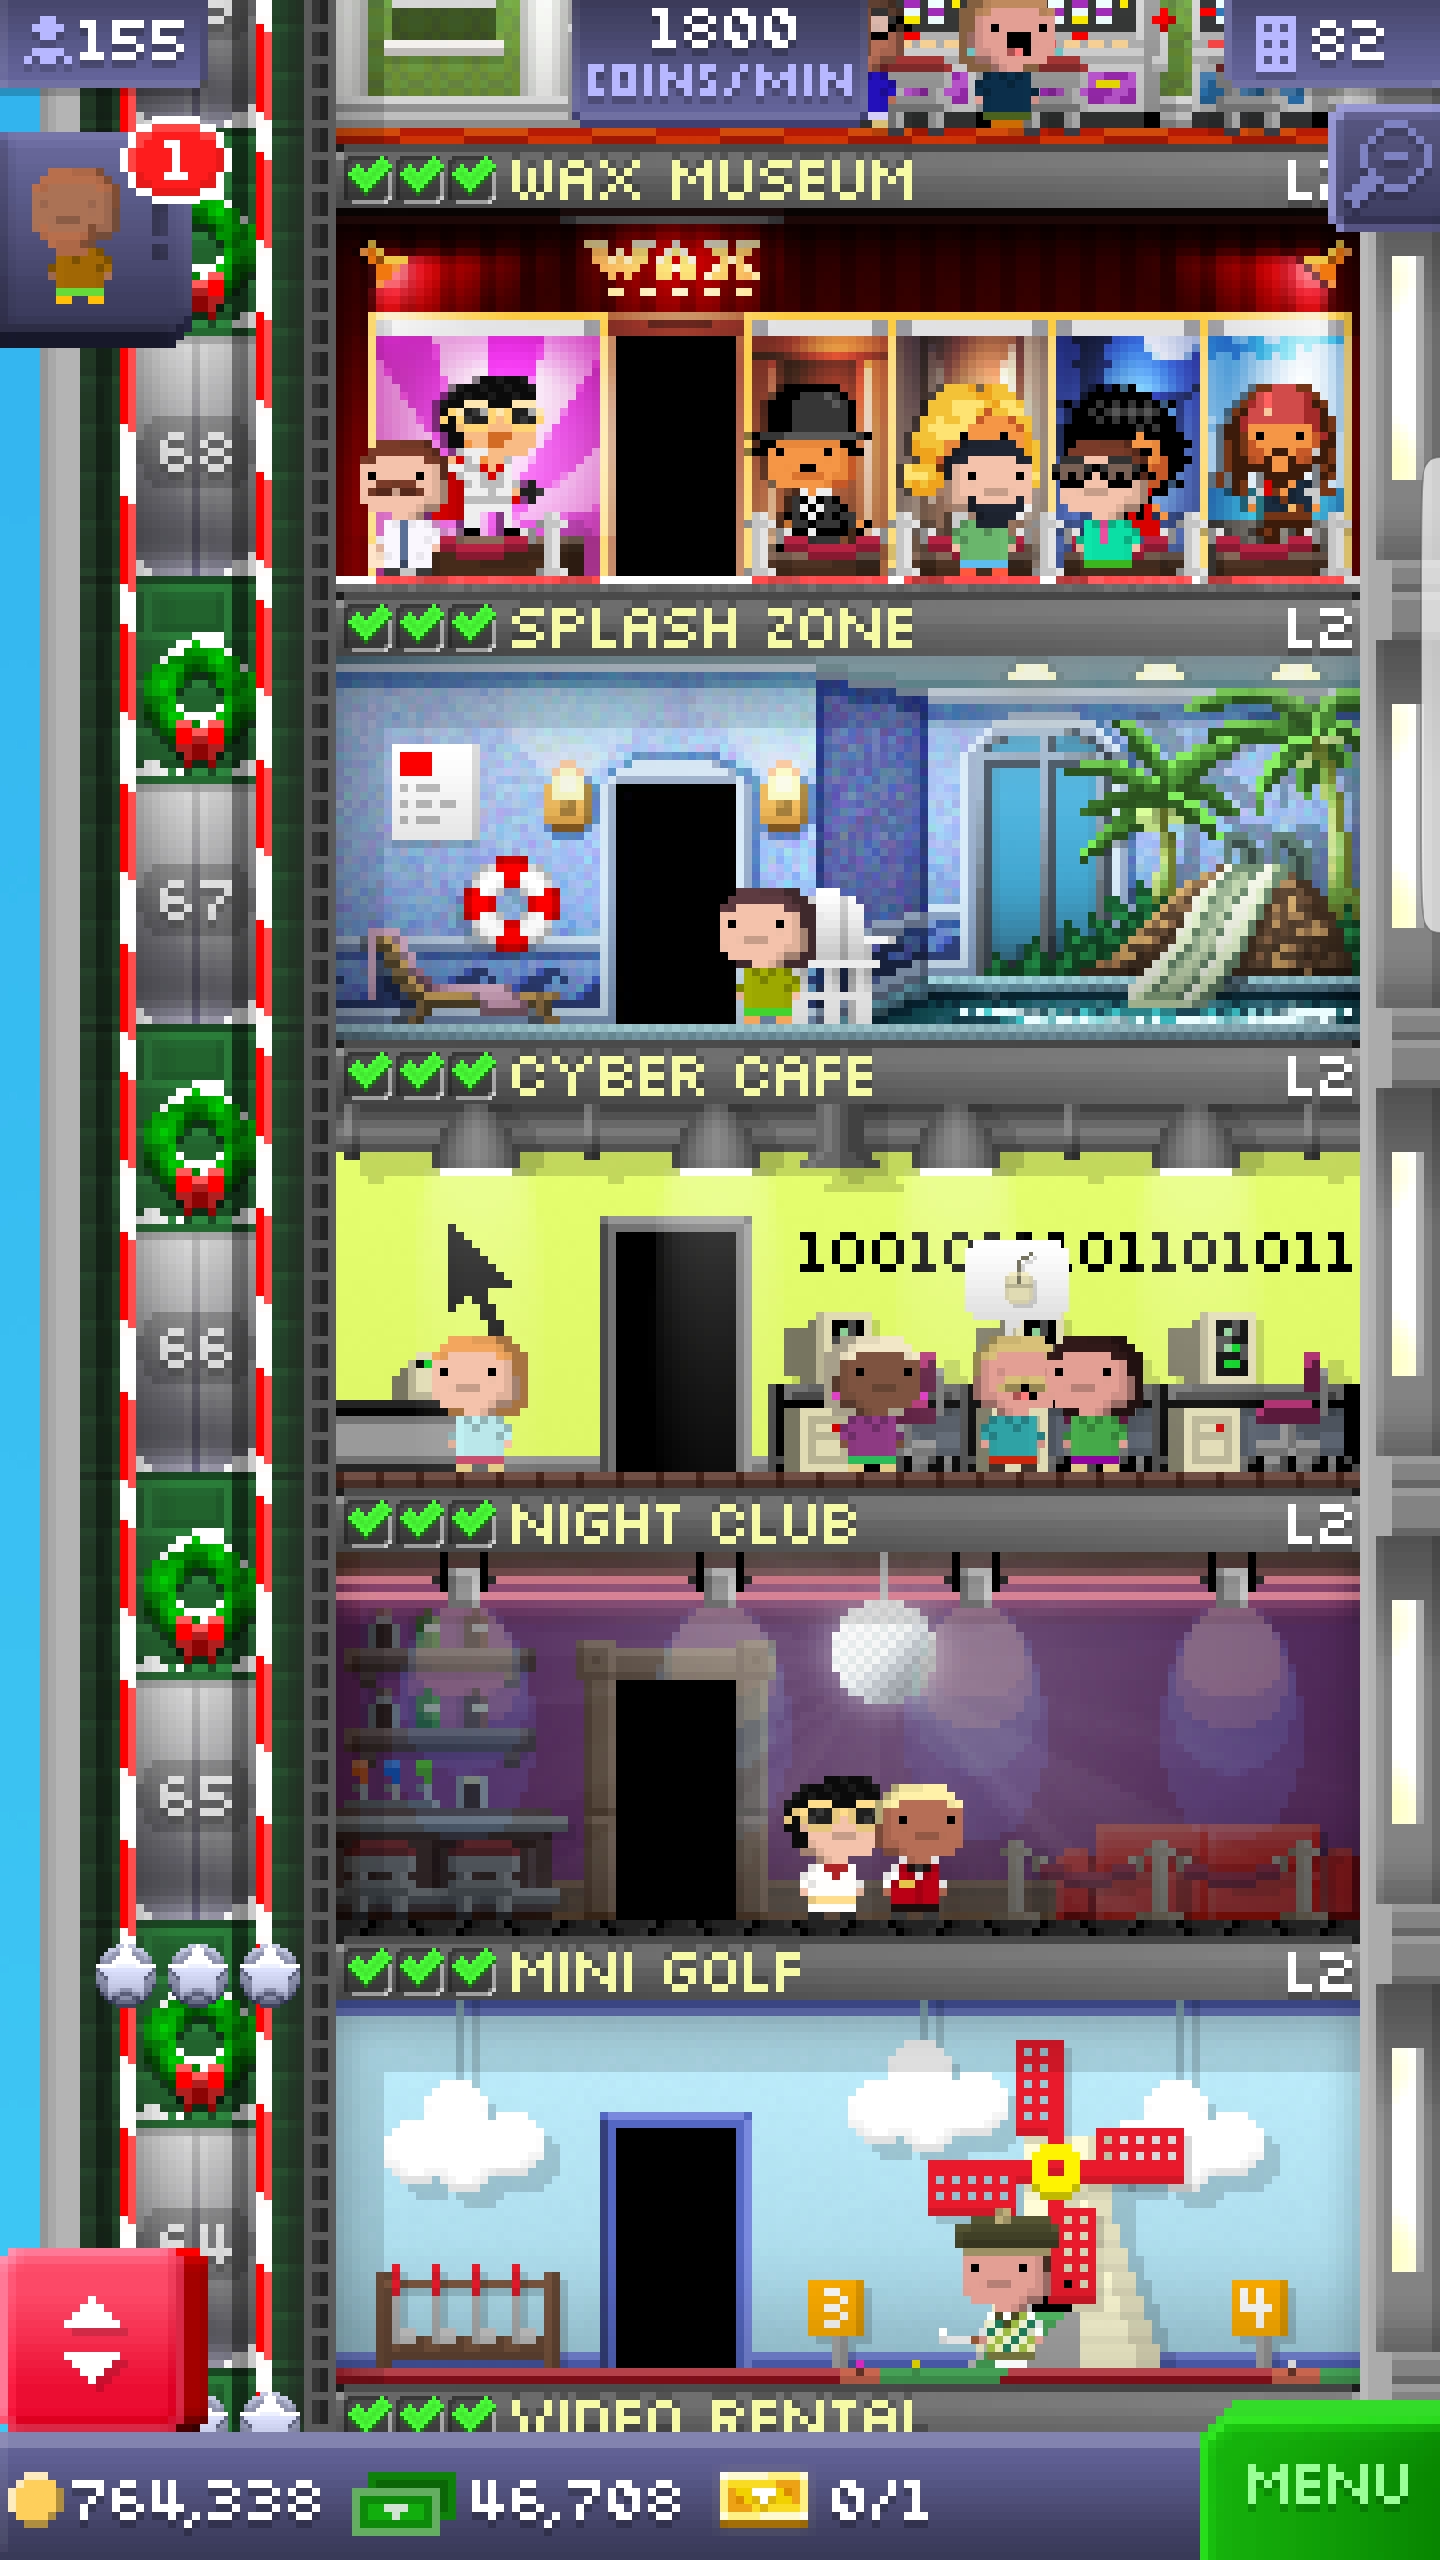 155
1800
COINS/MIN
82
1
WAX MUSEUM
WAX
68
SPLASH ZONE L2
67
CYBER CAFE L2
66
NIGHT CLUB L2
65
MINI GOLF L2
64
3
4
VIDEO RENTAL
764,338 46,708 0/1
MENU